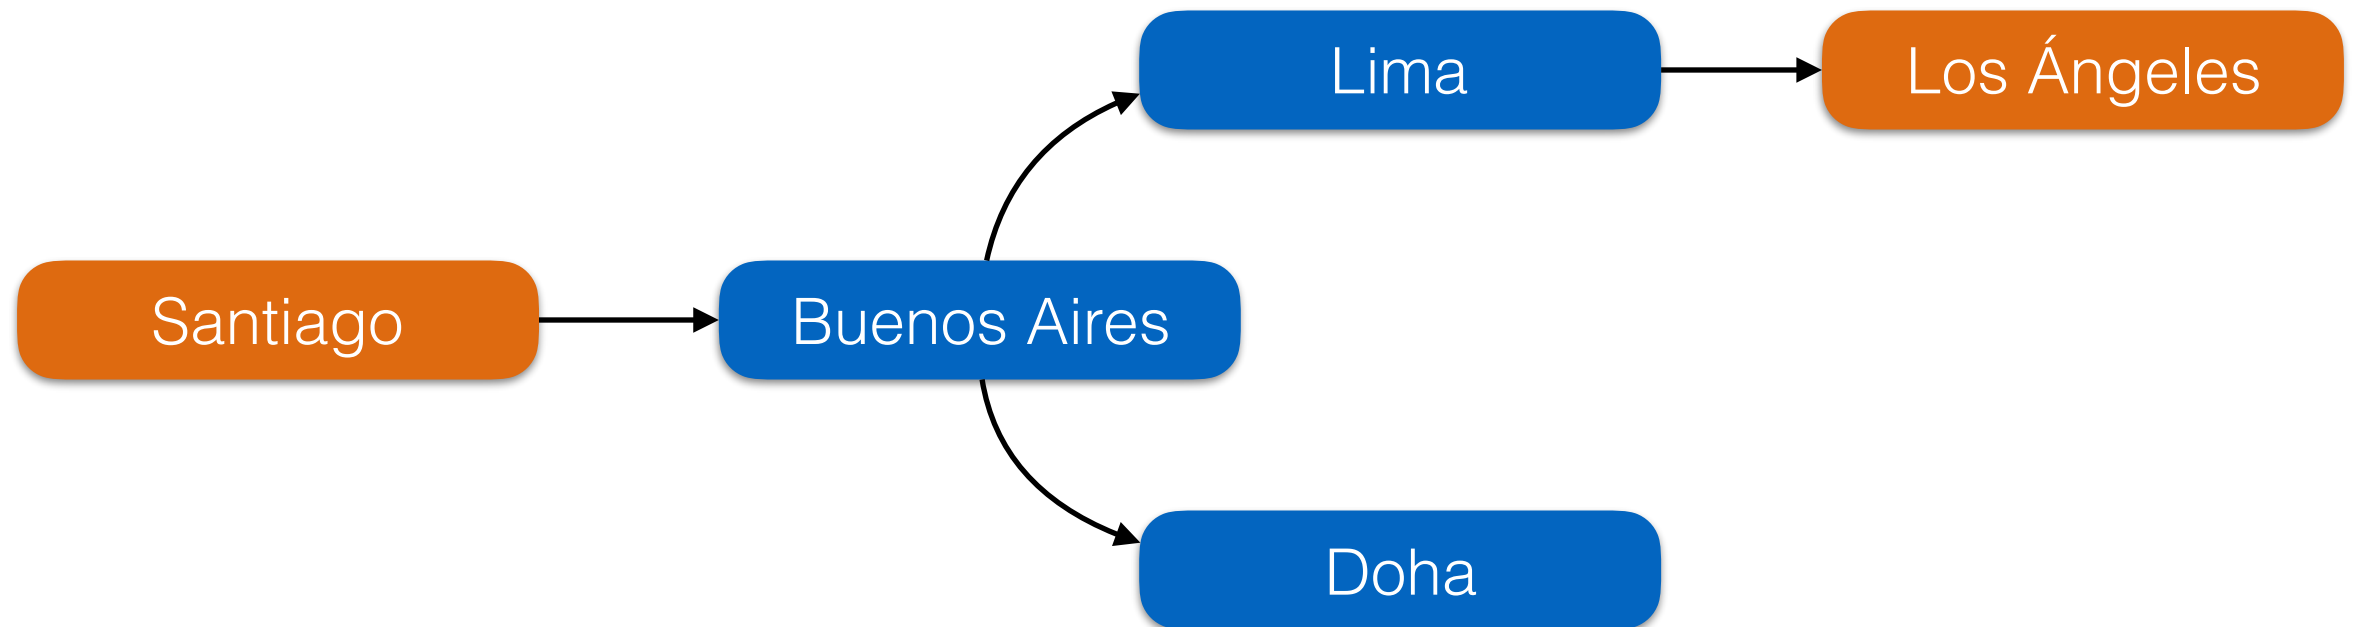 Lima
Los Ángeles
Santiago
Buenos Aires
Doha